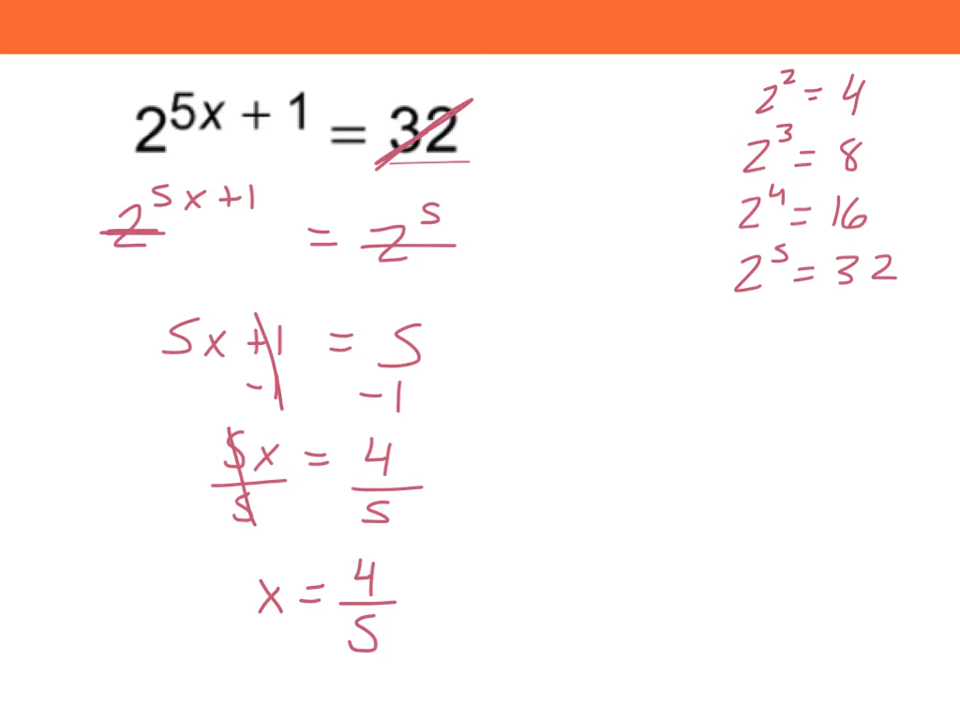 2^(5x + 1) = 32
2^(5x+1) = 2^5
5x+1 = 5
-1 -1
5x/5 = 4/5
x = 4/5
2^2 = 4
2^3 = 8
2^4 = 16
2^5 = 32